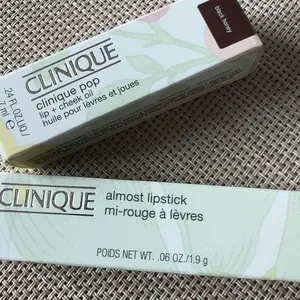 black honey
CLINIQUE
clinique pop
lip + cheek oil
huile pour lèvres et joues
.24 FL.OZ.LIQ./
7 ml e
CLINIQUE
almost lipstick
mi-rouge à lèvres
POIDS NET WT. .06 OZ./1.9 g